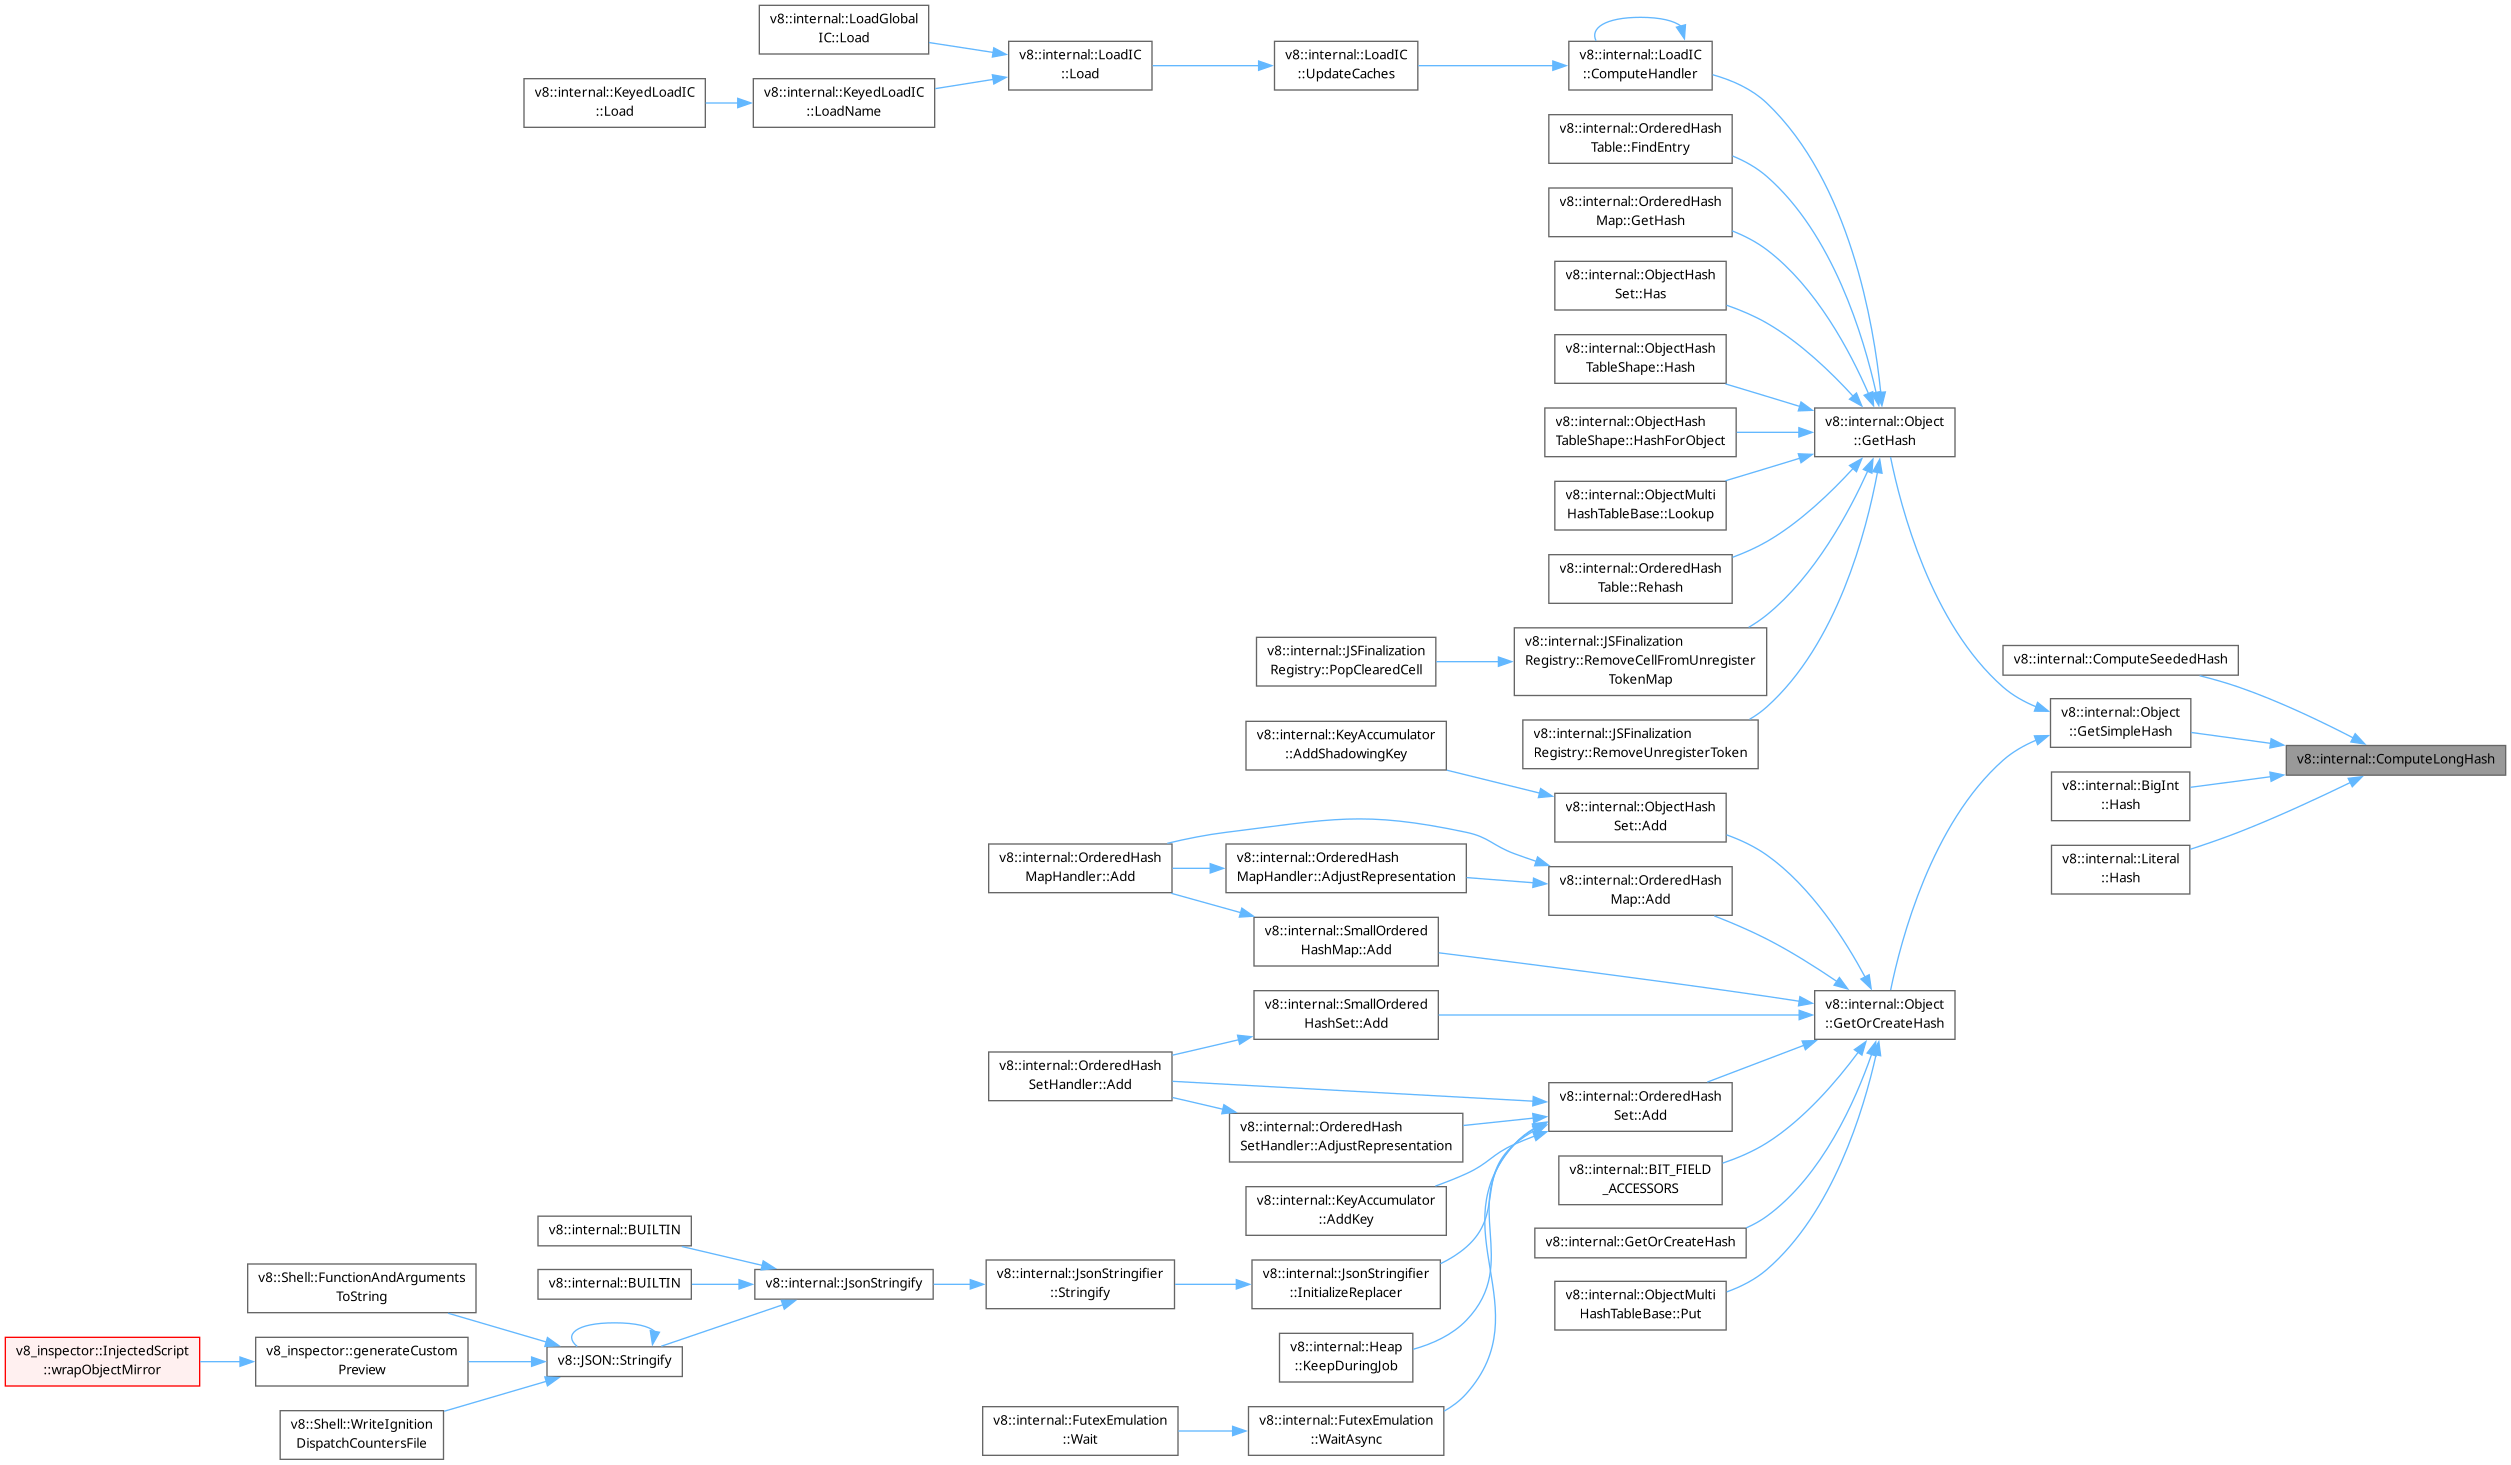 v8::internal::LoadGlobal
IC::Load
v8::internal::KeyedLoadIC
::Load
v8::internal::KeyedLoadIC
::LoadName
v8::internal::LoadIC
::Load
v8::internal::LoadIC
::UpdateCaches
v8::internal::LoadIC
::ComputeHandler
v8::internal::OrderedHash
Table::FindEntry
v8::internal::OrderedHash
Map::GetHash
v8::internal::ObjectHash
Set::Has
v8::internal::ObjectHash
TableShape::Hash
v8::internal::ObjectHash
TableShape::HashForObject
v8::internal::Object
::GetHash
v8::internal::ObjectMulti
HashTableBase::Lookup
v8::internal::OrderedHash
Table::Rehash
v8::internal::JSFinalization
Registry::PopClearedCell
v8::internal::JSFinalization
Registry::RemoveCellFromUnregister
TokenMap
v8::internal::ComputeSeededHash
v8::internal::JSFinalization
Registry::RemoveUnregisterToken
v8::internal::Object
::GetSimpleHash
v8::internal::ComputeLongHash
v8::internal::BigInt
::Hash
v8::internal::Literal
::Hash
v8::internal::KeyAccumulator
::AddShadowingKey
v8::internal::ObjectHash
Set::Add
v8::internal::OrderedHash
MapHandler::Add
v8::internal::OrderedHash
MapHandler::AdjustRepresentation
v8::internal::OrderedHash
Map::Add
v8::internal::SmallOrdered
HashMap::Add
v8::internal::SmallOrdered
HashSet::Add
v8::internal::Object
::GetOrCreateHash
v8::internal::OrderedHash
SetHandler::Add
v8::internal::OrderedHash
SetHandler::AdjustRepresentation
v8::internal::OrderedHash
Set::Add
v8::internal::BIT_FIELD
_ACCESSORS
v8::internal::KeyAccumulator
::AddKey
v8::internal::GetOrCreateHash
v8::internal::ObjectMulti
HashTableBase::Put
v8::internal::BUILTIN
v8::internal::BUILTIN
v8::internal::JsonStringify
v8::internal::JsonStringifier
::Stringify
v8::internal::JsonStringifier
::InitializeReplacer
v8::Shell::FunctionAndArguments
ToString
v8_inspector::InjectedScript
::wrapObjectMirror
v8_inspector::generateCustom
Preview
v8::JSON::Stringify
v8::internal::Heap
::KeepDuringJob
v8::Shell::WriteIgnition
DispatchCountersFile
v8::internal::FutexEmulation
::Wait
v8::internal::FutexEmulation
::WaitAsync